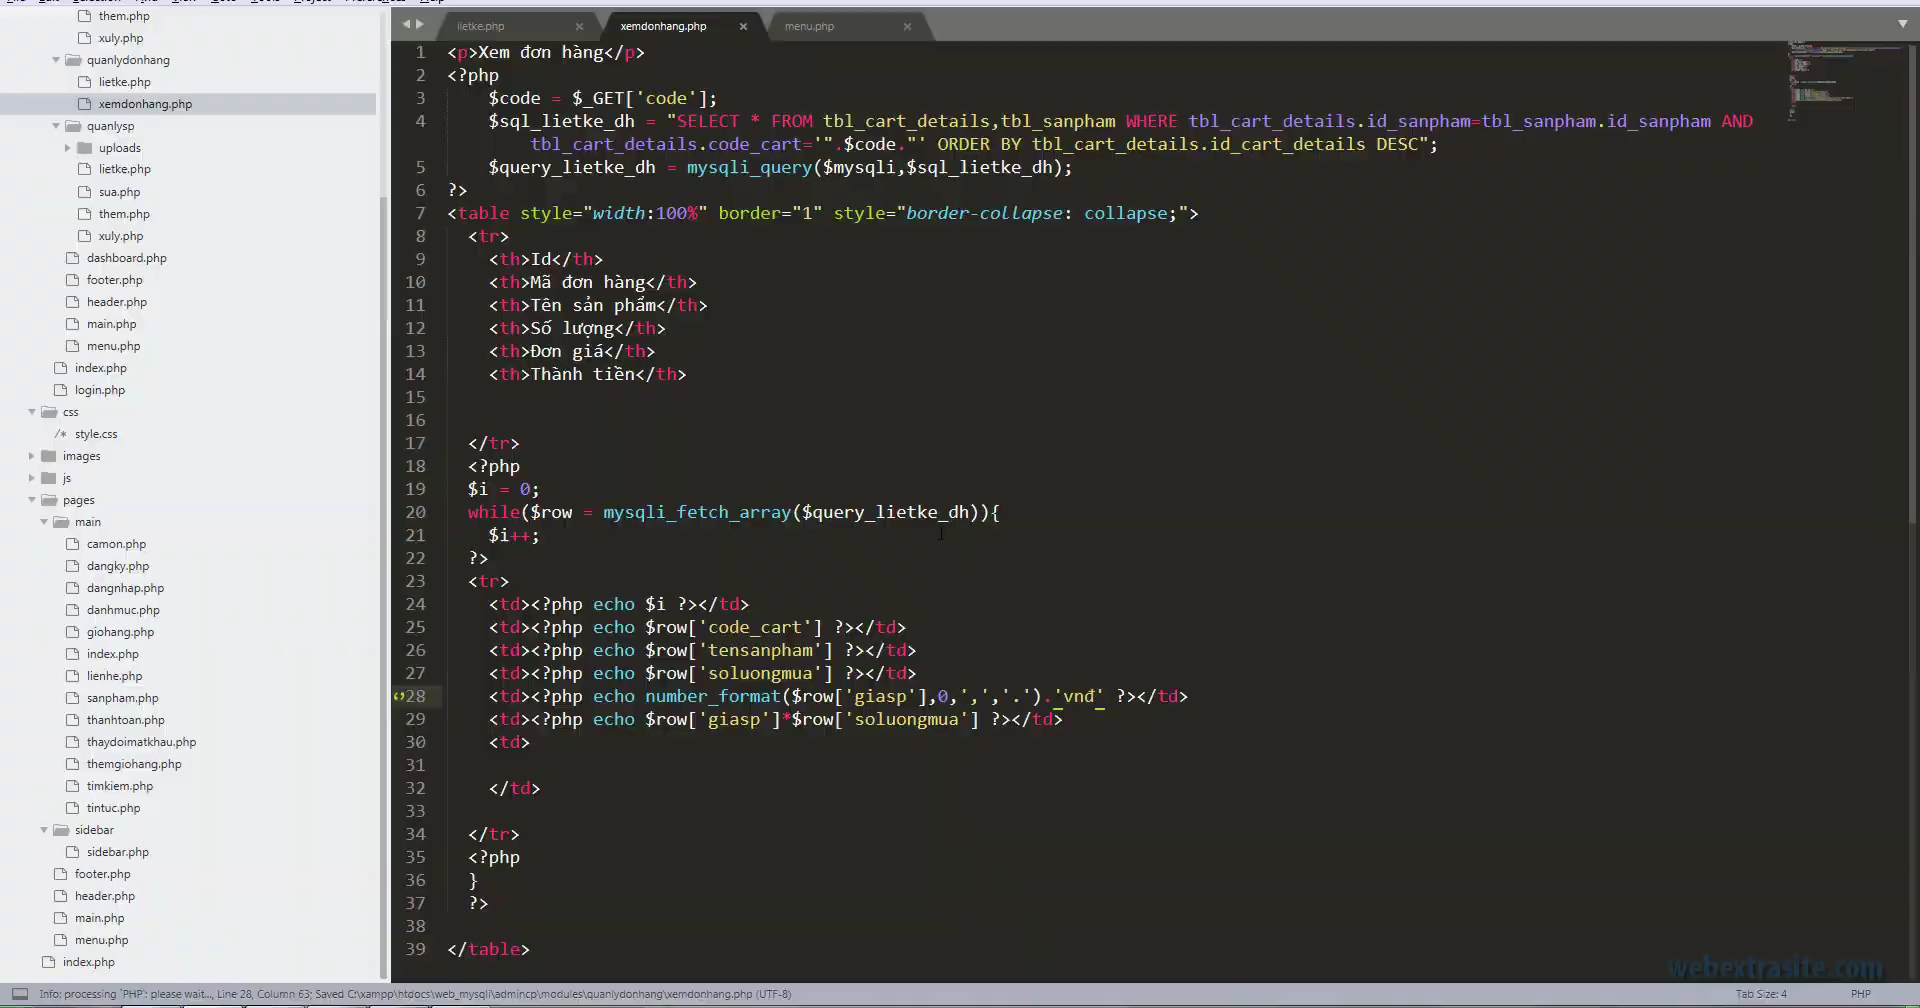 them.php
xuly.php
quanlydonhang
lietke.php
xemdonhang.php
quanlysp
uploads
lietke.php
sua.php
them.php
xuly.php
dashboard.php
footer.php
header.php
main.php
menu.php
index.php
login.php
css
/* style.css
images
js
pages
main
camon.php
dangky.php
dangnhap.php
danhmuc.php
giohang.php
index.php
lienhe.php
sanpham.php
thanhtoan.php
thaydoimatkhau.php
themgiohang.php
timkiem.php
tintuc.php
sidebar
sidebar.php
footer.php
header.php
main.php
menu.php
index.php
lietke.php × xemdonhang.php × menu.php ×
1 <p>Xem đơn hàng</p>
2 <?php
3 $code = $_GET['code'];
4 $sql_lietke_dh = "SELECT * FROM tbl_cart_details,tbl_sanpham WHERE tbl_cart_details.id_sanpham=tbl_sanpham.id_sanpham AND
tbl_cart_details.code_cart='".$code."' ORDER BY tbl_cart_details.id_cart_details DESC";
5 $query_lietke_dh = mysqli_query($mysqli,$sql_lietke_dh);
6 ?>
7 <table style="width:100%" border="1" style="border-collapse: collapse;">
8 <tr>
9 <th>Id</th>
10 <th>Mã đơn hàng</th>
11 <th>Tên sản phẩm</th>
12 <th>Số lượng</th>
13 <th>Đơn giá</th>
14 <th>Thành tiền</th>
15
16
17 </tr>
18 <?php
19 $i = 0;
20 while($row = mysqli_fetch_array($query_lietke_dh)){
21 $i++;
22 ?>
23 <tr>
24 <td><?php echo $i ?></td>
25 <td><?php echo $row['code_cart'] ?></td>
26 <td><?php echo $row['tensanpham'] ?></td>
27 <td><?php echo $row['soluongmua'] ?></td>
28 <td><?php echo number_format($row['giasp'],0,',','.').'vnđ' ?></td>
29 <td><?php echo $row['giasp']*$row['soluongmua'] ?></td>
30 <td>
31
32 </td>
33
34 </tr>
35 <?php
36 }
37 ?>
38
39 </table>
webextrasite.com
Info: processing `PHP`: please wait..., Line 28, Column 63; Saved C:\xampp\htdocs\web_mysqli\admincp\modules\quanlydonhang\xemdonhang.php (UTF-8)
Tab Size: 4
PHP